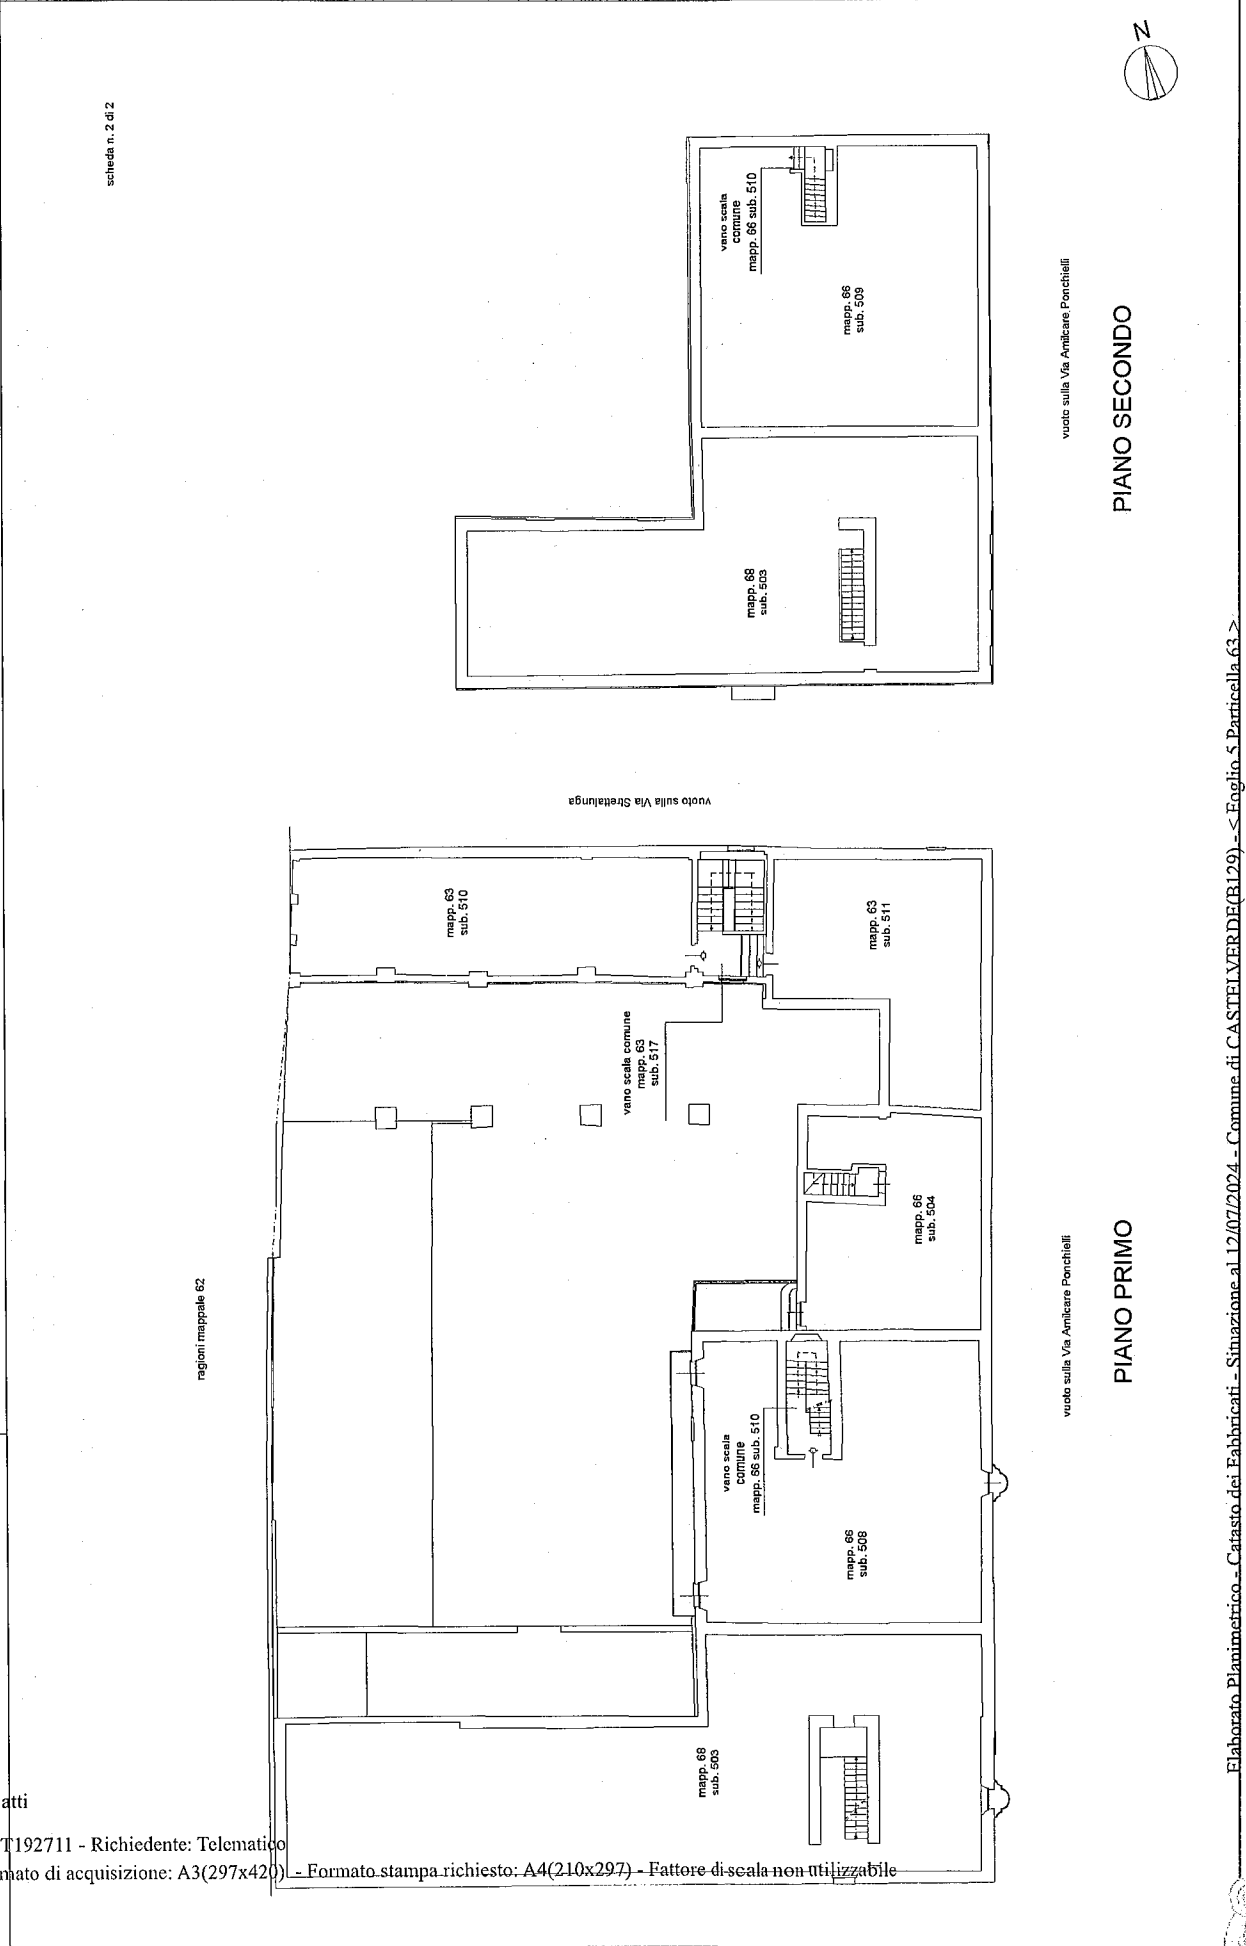 scheda n. 2 di 2
N
vano scala
comune
mapp. 66 sub. 510
mapp. 66
sub. 509
mapp. 68
sub. 503
vuoto sulla Via Amilcare Ponchielli
PIANO SECONDO
vuoto sulla Via Strettalunga
mapp. 63
sub. 510
mapp. 63
sub. 511
vano scala comune
mapp. 63
sub. 517
mapp. 66
sub. 504
ragioni mappale 62
vano scala
comune
mapp. 66 sub. 510
mapp. 66
sub. 508
mapp. 68
sub. 503
vuoto sulla Via Amilcare Ponchielli
PIANO PRIMO
Elaborato Planimetrico - Catasto dei Fabbricati - Situazione al 12/07/2024 - Comune di CASTELVERDE(B129) - < Foglio 5 Particella 63 >
atti
T192711 - Richiedente: Telematico
mato di acquisizione: A3(297x420) - Formato stampa richiesto: A4(210x297) - Fattore di scala non utilizzabile